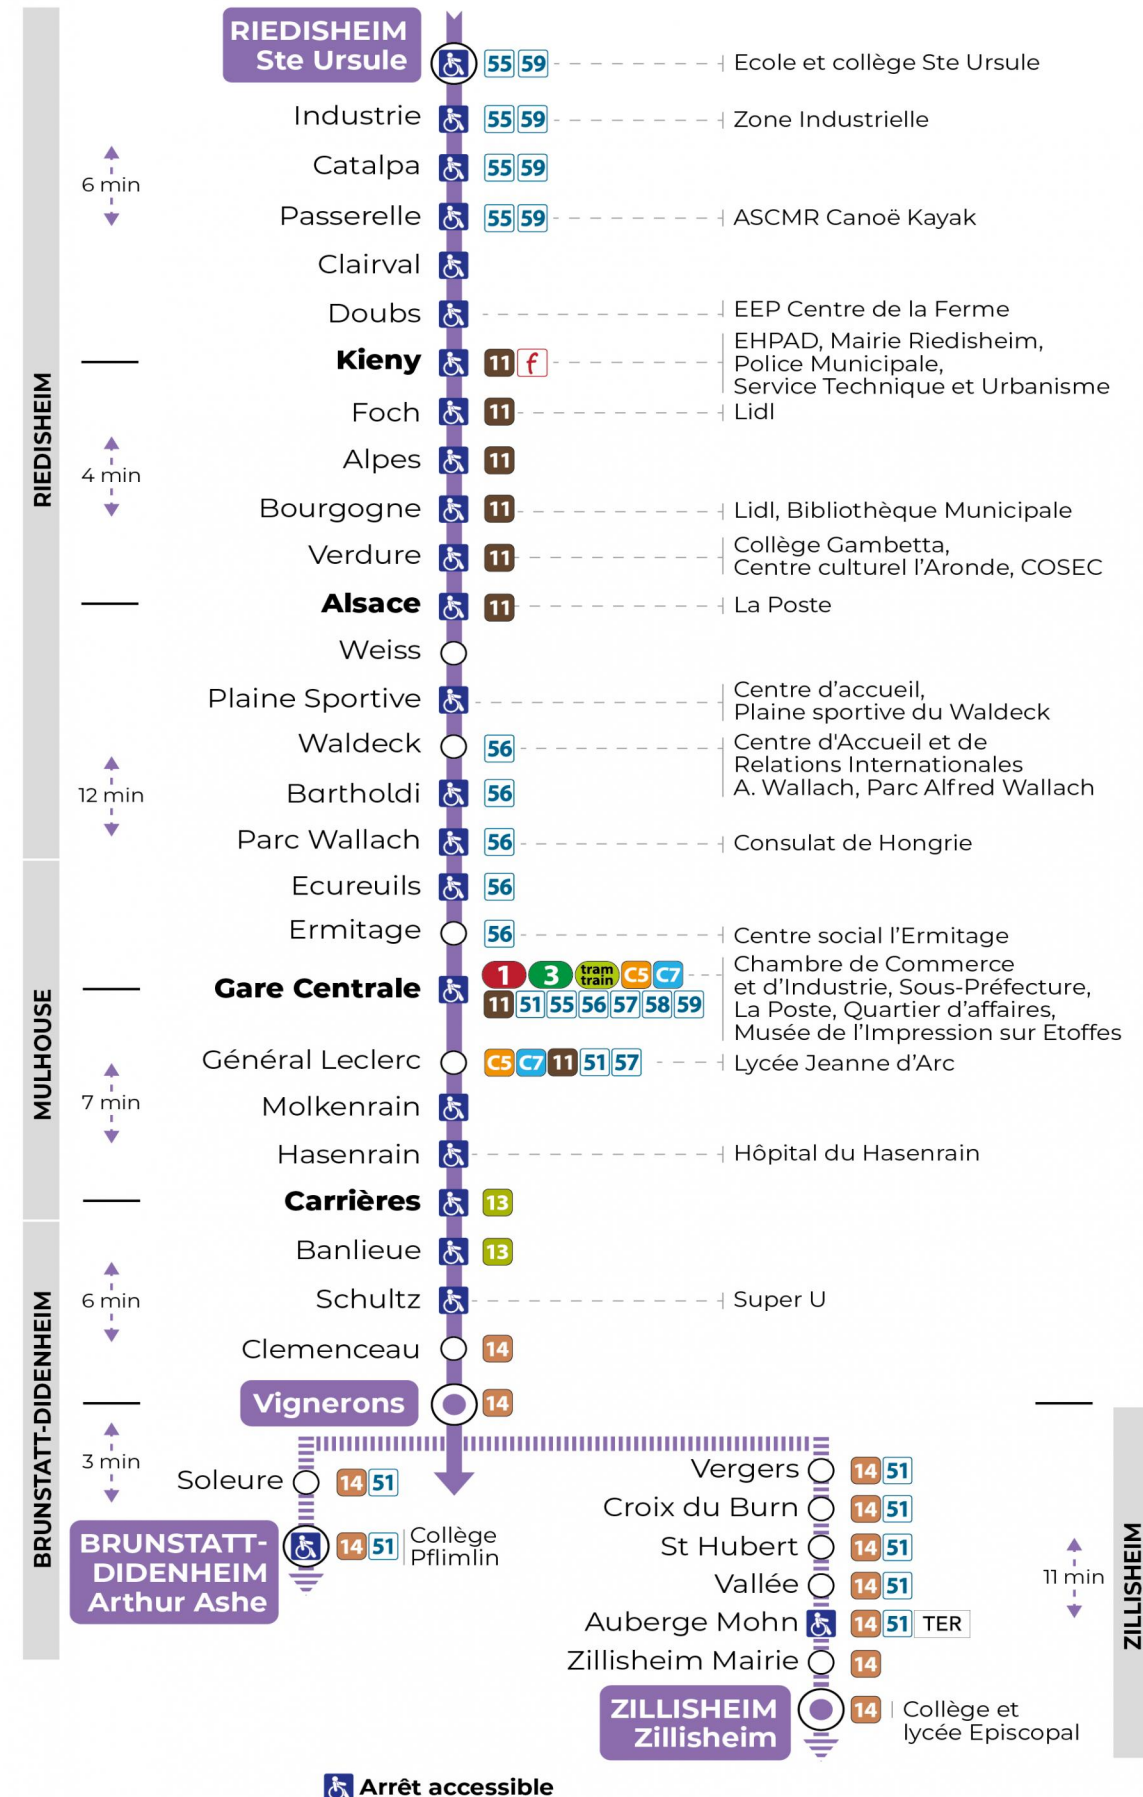 RIEDISHEIM
Ste Ursule
55 59
Ecole et collège Ste Ursule
Industrie
55 59
Zone Industrielle
Catalpa
55 59
6 min
Passerelle
55 59
ASCMR Canoë Kayak
Clairval
Doubs
EEP Centre de la Ferme
Kieny
11 f
EHPAD, Mairie Riedisheim,
Police Municipale,
Service Technique et Urbanisme
RIEDISHEIM
Foch
11
Lidl
Alpes
11
4 min
Bourgogne
11
Lidl, Bibliothèque Municipale
Verdure
11
Collège Gambetta,
Centre culturel l'Aronde, COSEC
Alsace
11
La Poste
Weiss
Plaine Sportive
Centre d'accueil,
Plaine sportive du Waldeck
Waldeck
56
Centre d'Accueil et de
Relations Internationales
A. Wallach, Parc Alfred Wallach
12 min
Bartholdi
56
Parc Wallach
56
Consulat de Hongrie
Ecureuils
56
Ermitage
56
Centre social l'Ermitage
MULHOUSE
Gare Centrale
1 3 tram train C5 C7
11 51 55 56 57 58 59
Chambre de Commerce
et d'Industrie, Sous-Préfecture,
La Poste, Quartier d'affaires,
Musée de l'Impression sur Etoffes
Général Leclerc
C5 C7 11 51 57
Lycée Jeanne d'Arc
7 min
Molkenrain
Hasenrain
Hôpital du Hasenrain
Carrières
13
Banlieue
13
6 min
Schultz
Super U
BRUNSTATT-DIDENHEIM
Clemenceau
14
Vignerons
14
3 min
Soleure
14 51
BRUNSTATT-
DIDENHEIM
Arthur Ashe
14 51
Collège
Pflimlin
Vergers
14 51
Croix du Burn
14 51
St Hubert
14 51
11 min
Vallée
14 51
Auberge Mohn
14 51 TER
Zillisheim Mairie
14
ZILLISHEIM
ZILLISHEIM
Zillisheim
14
Collège et
lycée Episcopal
Arrêt accessible